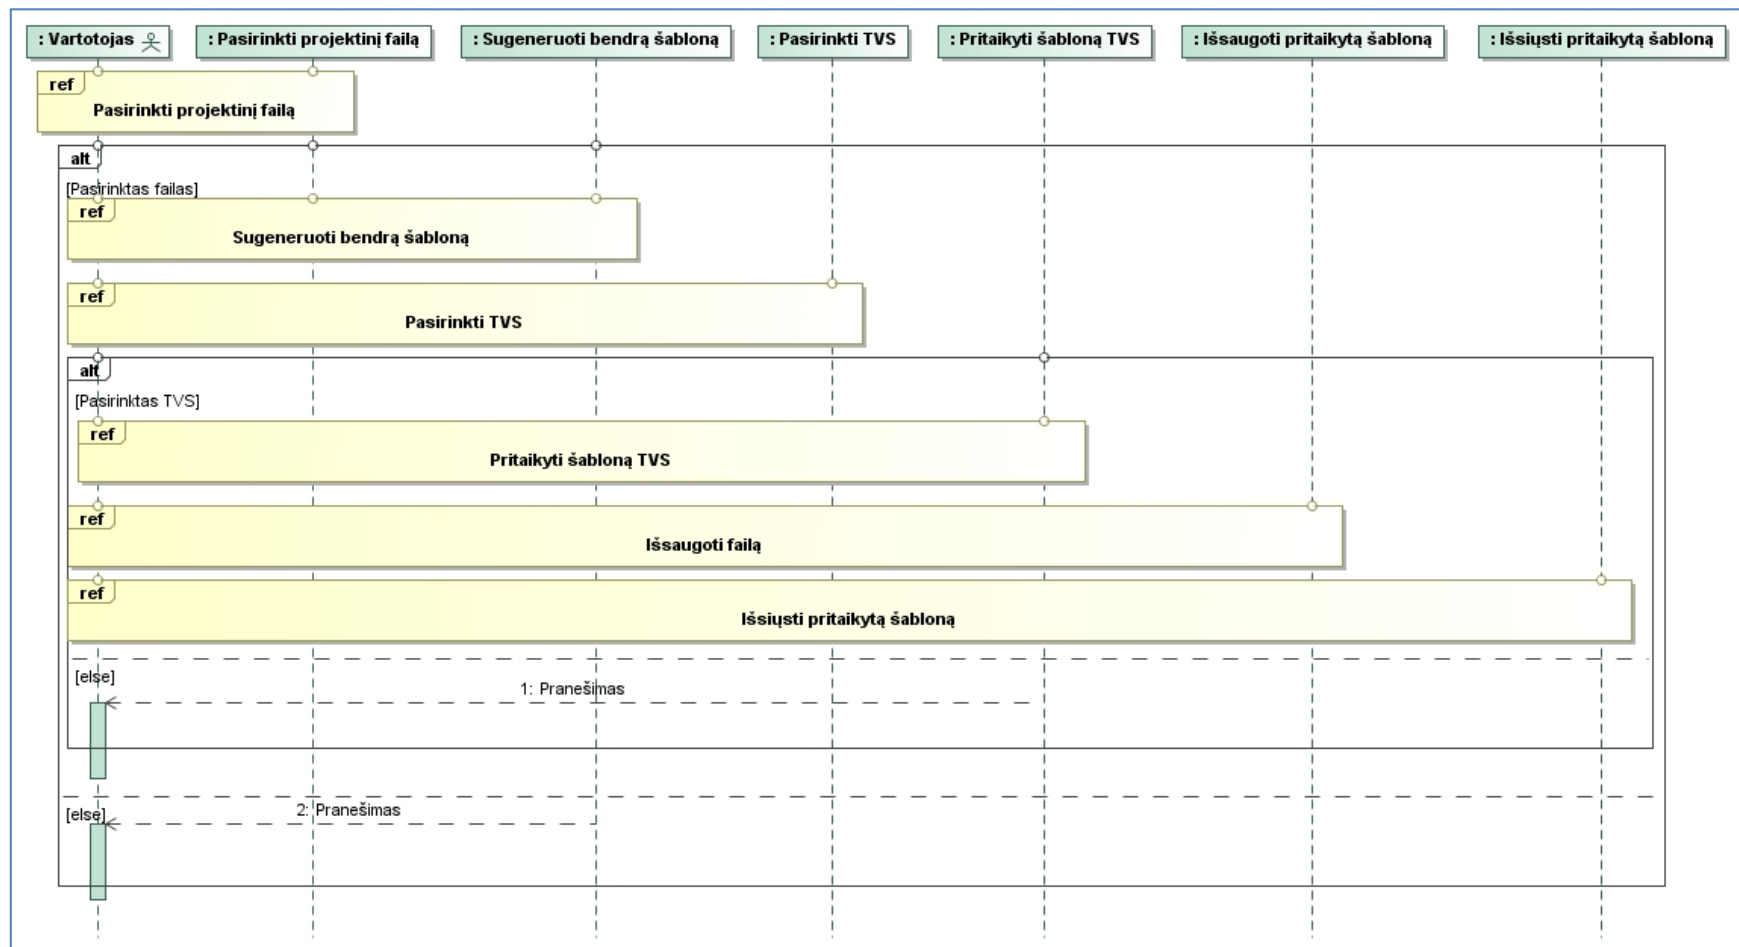 : Vartotojas
: Pasirinkti projektinį failą
: Sugeneruoti bendrą šabloną
: Pasirinkti TVS
: Pritaikyti šabloną TVS
: Išsaugoti pritaikytą šabloną
: Išsiųsti pritaikytą šabloną
ref
Pasirinkti projektinį failą
alt
[Pasirinktas failas]
ref
Sugeneruoti bendrą šabloną
ref
Pasirinkti TVS
alt
[Pasirinktas TVS]
ref
Pritaikyti šabloną TVS
ref
Išsaugoti failą
ref
Išsiųsti pritaikytą šabloną
[else]
1: Pranešimas
[else]
2: Pranešimas